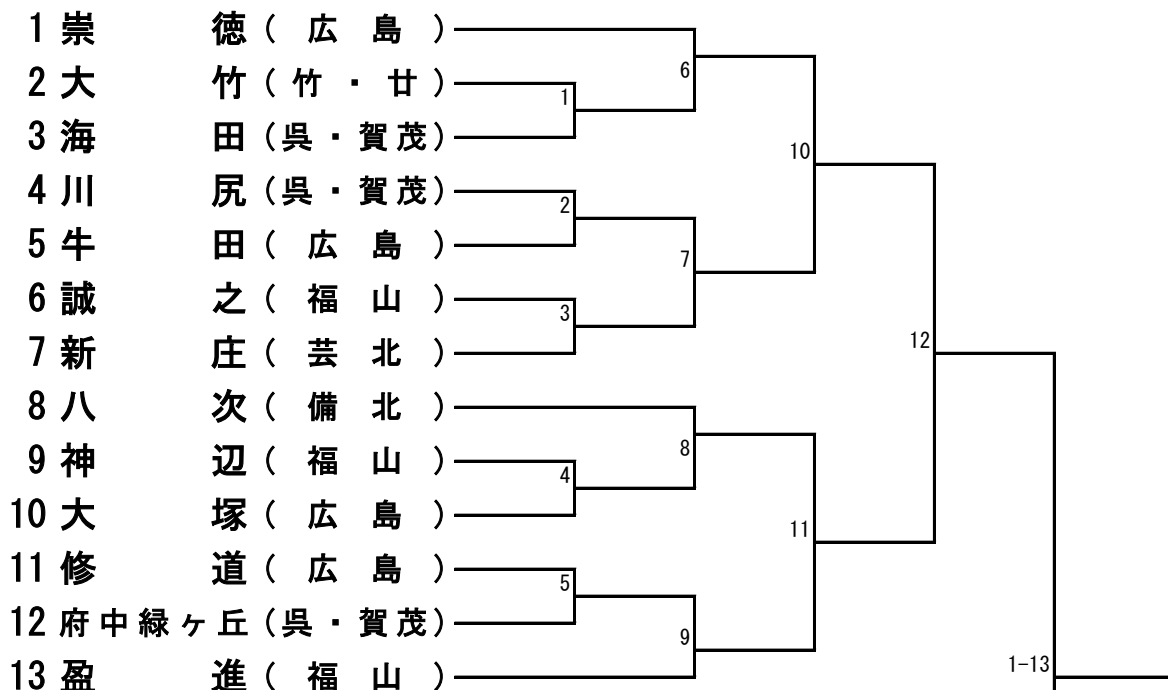 1 崇 徳 ( 広 島 )
6
2 大 竹 ( 竹 ・ 廿 )
1
3 海 田 ( 呉 ・ 賀 茂 )
10
4 川 尻 ( 呉 ・ 賀 茂 )
2
5 牛 田 ( 広 島 )
7
6 誠 之 ( 福 山 )
3
7 新 庄 ( 芸 北 )
12
8 八 次 ( 備 北 )
8
9 神 辺 ( 福 山 )
4
10 大 塚 ( 広 島 )
11
11 修 道 ( 広 島 )
5
12 府 中 緑 ヶ 丘 ( 呉 ・ 賀 茂 )
9
13 盈 進 ( 福 山 )
1-13